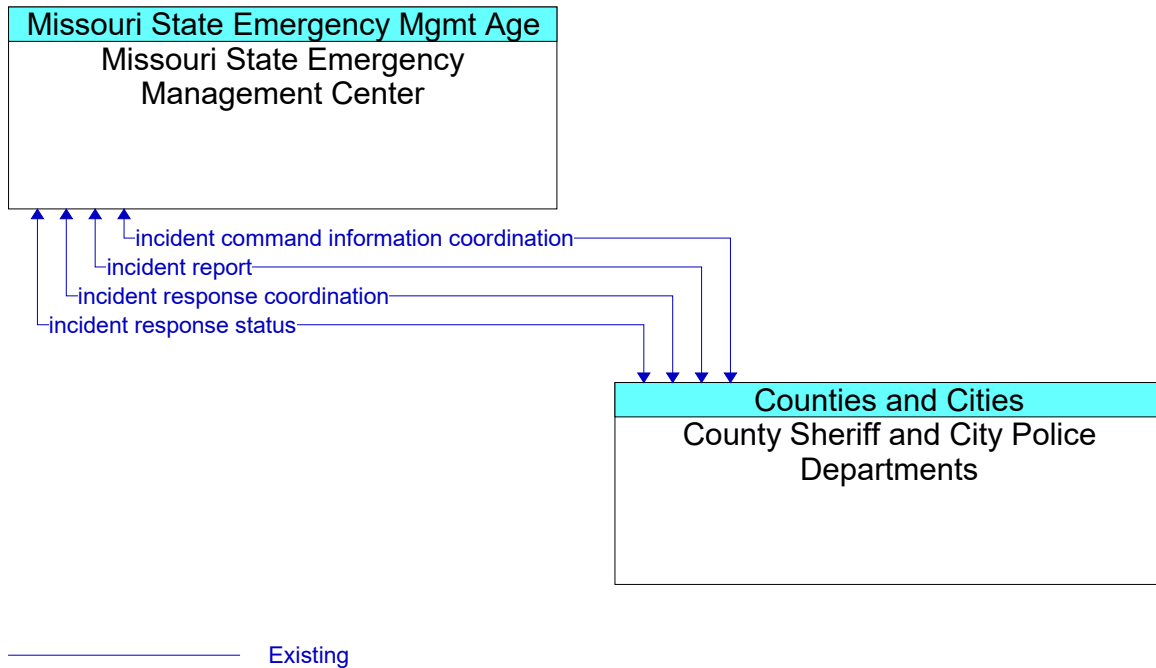 Missouri State Emergency Mgmt Age
Missouri State Emergency
Management Center
incident command information coordination
incident report
incident response coordination
incident response status
Counties and Cities
County Sheriff and City Police
Departments
Existing